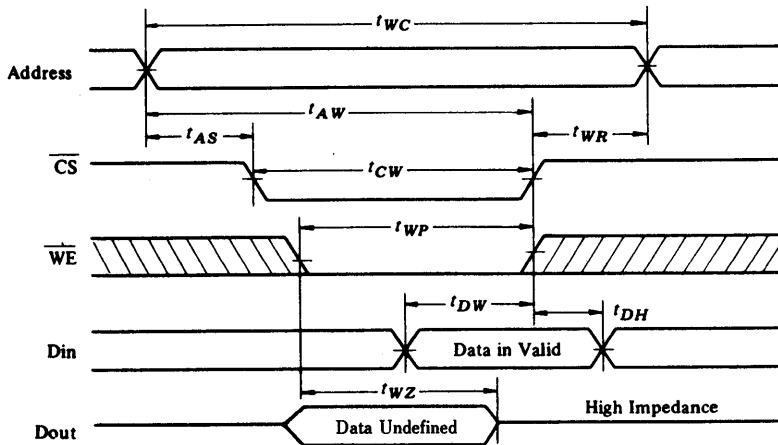 tWC
Address
tAW
tAS
tWR
CS
tCW
tWP
WE
tDW
tDH
Din
Data in Valid
tWZ
High Impedance
Dout
Data Undefined